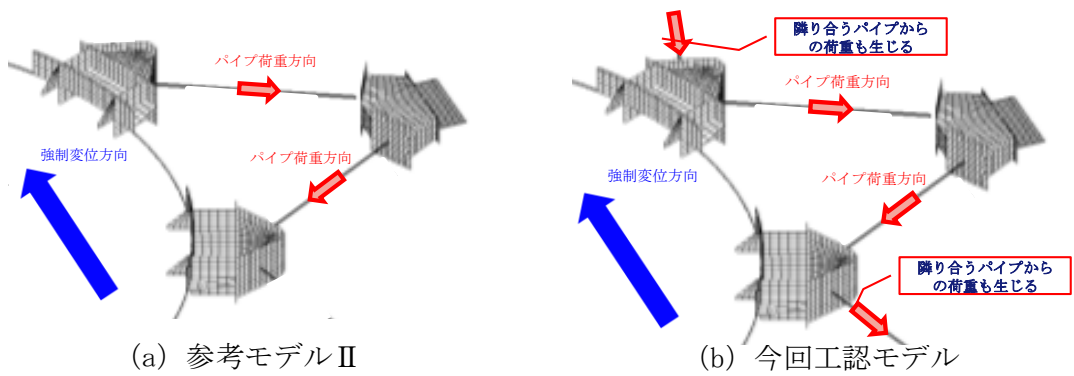 パイプ荷重方向
パイプ荷重方向
強制変位方向
(a) 参考モデルⅡ
隣り合うパイプから
の荷重も生じる
パイプ荷重方向
パイプ荷重方向
強制変位方向
隣り合うパイプから
の荷重も生じる
(b) 今回工認モデル